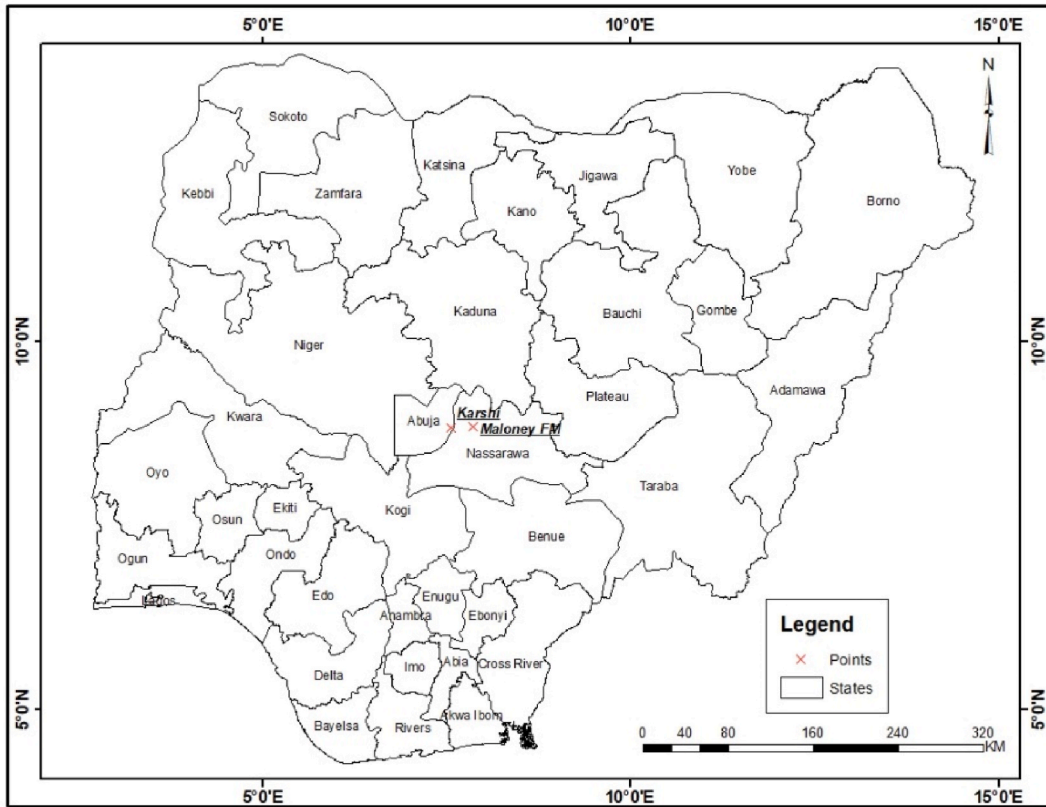 5°0'E 10°0'E 15°0'E
N
Sokoto
Katsina
Kebbi
Zamfara
Jigawa
Yobe
Kano
Borno
Kaduna
Bauchi
Gombe
Niger
10°0'N 10°0'N
Adamawa
Plateau
Kwara
Abuja
Karshi
Maloney FM
Nassarawa
Oyo
Taraba
Osun
Ekiti
Kogi
Benue
Ogun
Ondo
Edo
Enugu
Lagos
Anambra
Ebonyi
Legend
Points
States
Imo
Abia
Cross River
Delta
5°0'N 5°0'N
Bayelsa
Rivers
Akwa Ibom
0 40 80 160 240 320
KM
5°0'E 10°0'E 15°0'E